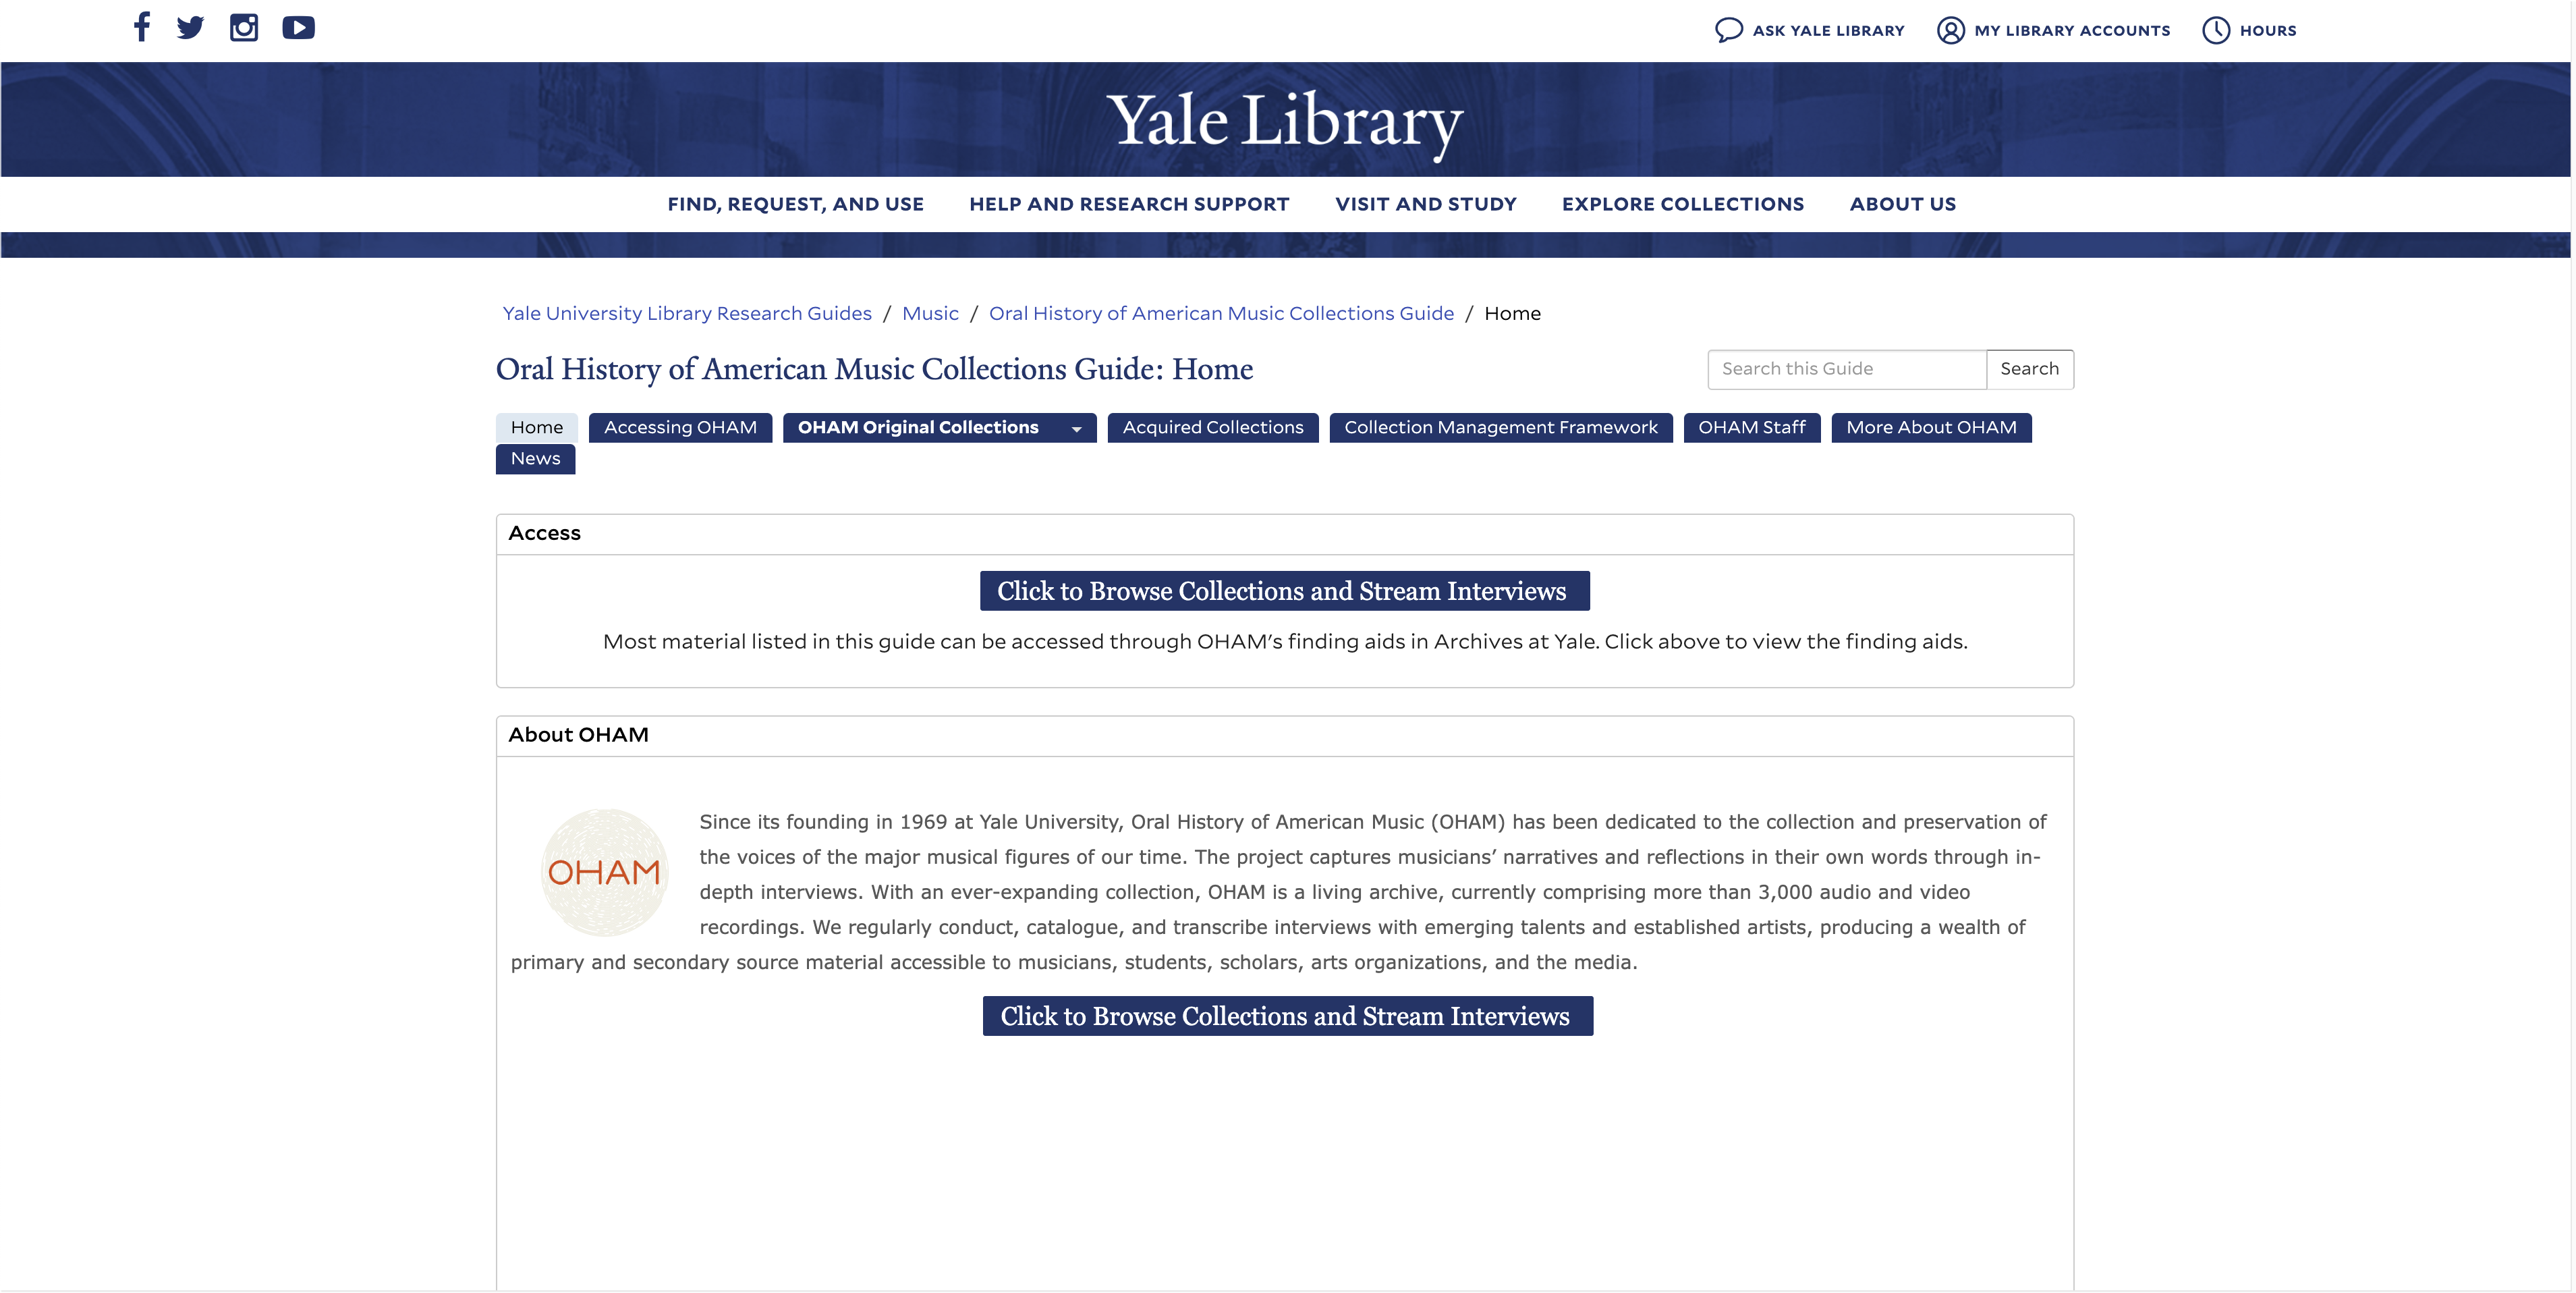 ASK YALE LIBRARY MY LIBRARY ACCOUNTS HOURS
Yale Library
FIND, REQUEST, AND USE HELP AND RESEARCH SUPPORT VISIT AND STUDY EXPLORE COLLECTIONS ABOUT US
Yale University Library Research Guides / Music / Oral History of American Music Collections Guide / Home
Oral History of American Music Collections Guide: Home
Search this Guide Search
Home Accessing OHAM OHAM Original Collections Acquired Collections Collection Management Framework OHAM Staff More About OHAM
News
Access
Click to Browse Collections and Stream Interviews
Most material listed in this guide can be accessed through OHAM's finding aids in Archives at Yale. Click above to view the finding aids.
About OHAM
OHAM
Since its founding in 1969 at Yale University, Oral History of American Music (OHAM) has been dedicated to the collection and preservation of
the voices of the major musical figures of our time. The project captures musicians’ narratives and reflections in their own words through in-
depth interviews. With an ever-expanding collection, OHAM is a living archive, currently comprising more than 3,000 audio and video
recordings. We regularly conduct, catalogue, and transcribe interviews with emerging talents and established artists, producing a wealth of
primary and secondary source material accessible to musicians, students, scholars, arts organizations, and the media.
Click to Browse Collections and Stream Interviews